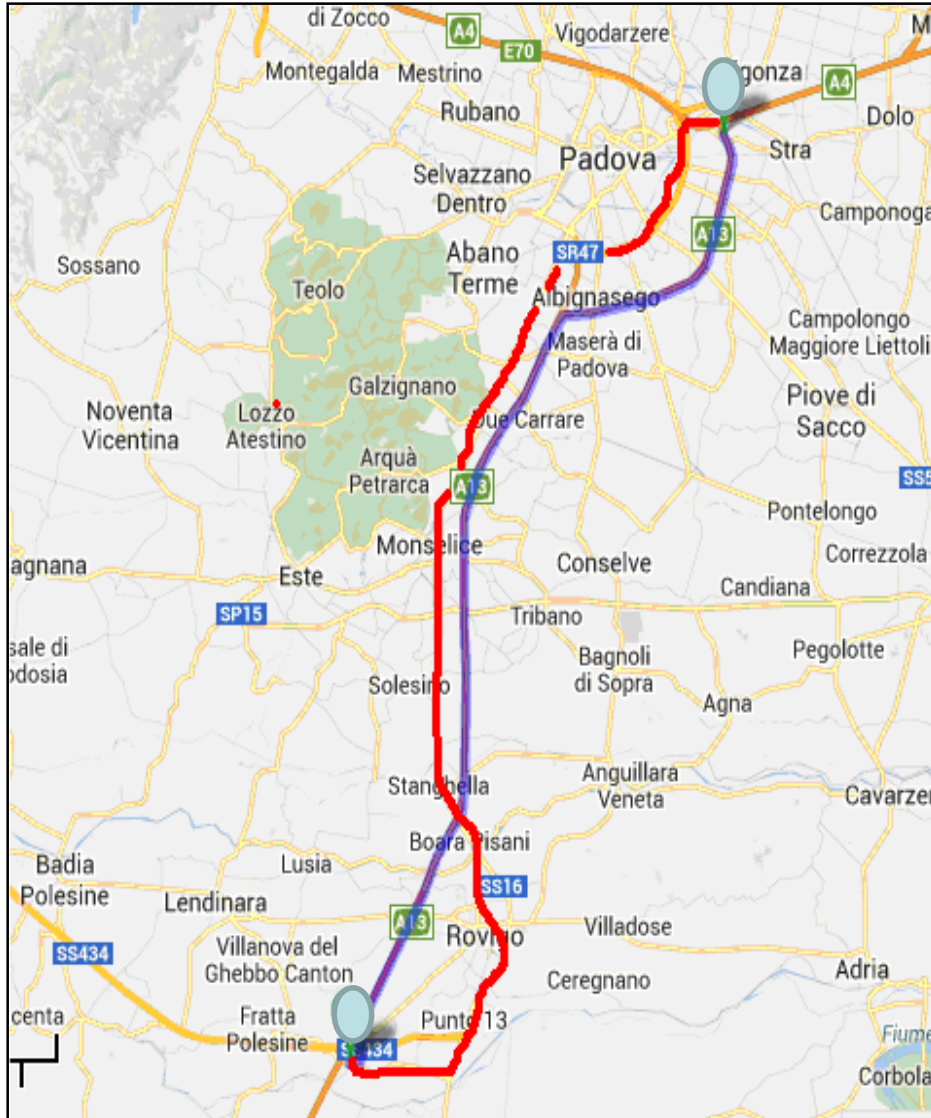 di Zocco
A4
Vigodarzere
E70
Montegalda
Mestrino
A4
Rubano
Dolo
Padova
Stra
Selvazzano
Dentro
Camponoga
A13
SR47
Abano
Terme
Sossano
Teolo
Albignasego
Campolongo
Maggiore Liettoli
Maserà di
Padova
Galzignano
Piove di
Sacco
Noventa
Vicentina
Lozzo
Atestino
Due Carrare
Arquà
Petrarca
A13
SS5
Pontelongo
Monselice
Correzzola
agnana
Este
Conselve
Candiana
SP15
Tribano
Pegolotte
sale di
odosia
Bagnoli
di Sopra
Solesino
Agna
Stanghella
Anguillara
Veneta
Cavarzer
Boara Pisani
Badia
Polesine
Lusia
SS16
Lendinara
A13
Villadose
Rovigo
SS434
Villanova del
Ghebbo Canton
Ceregnano
Adria
centa
Fratta
Polesine
Punto 13
Fiume
SS434
Corbola